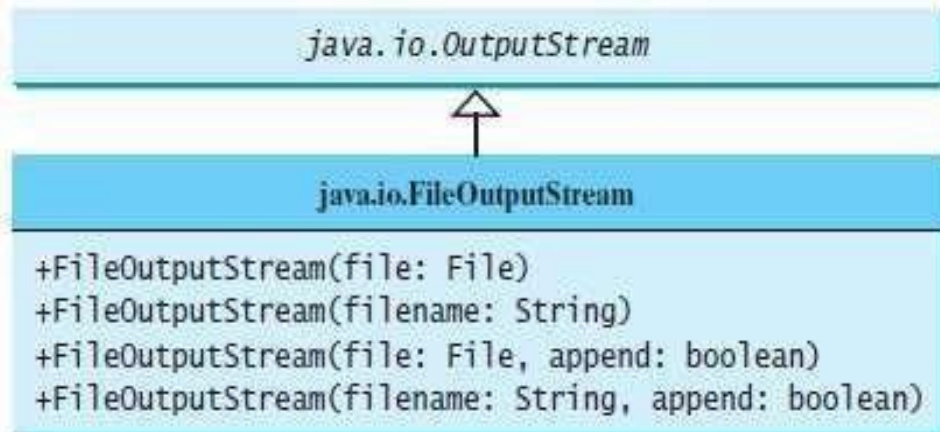 java.io.OutputStream
java.io.FileOutputStream
+FileOutputStream(file: File)
+FileOutputStream(filename: String)
+FileOutputStream(file: File, append: boolean)
+FileOutputStream(filename: String, append: boolean)